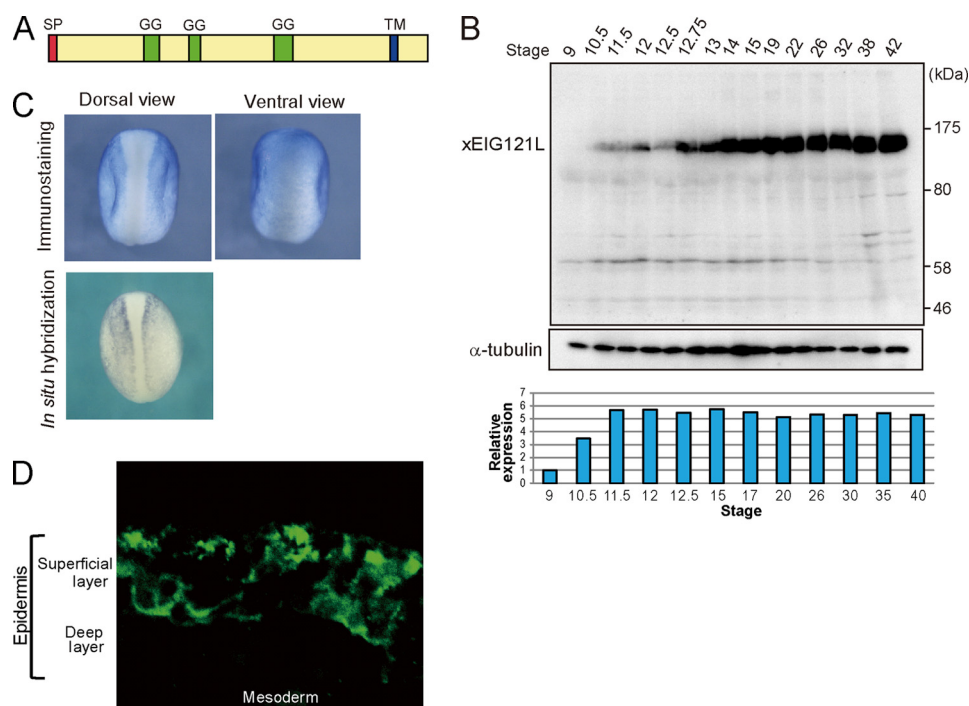 A
SP GG GG GG TM
B
Stage 9 10.5 11.5 12 12.5 12.75 13 14 15 19 22 26 32 38 42
(kDa)
xEIG121L
175
80
58
46
α-tubulin
Relative expression
7
6
5
4
3
2
1
0
9 10.5 11.5 12 12.5 15 17 20 26 30 35 40
Stage
C
Dorsal view Ventral view
Immunostaining
In situ hybridization
D
Epidermis
Superficial
layer
Deep
layer
Mesoderm